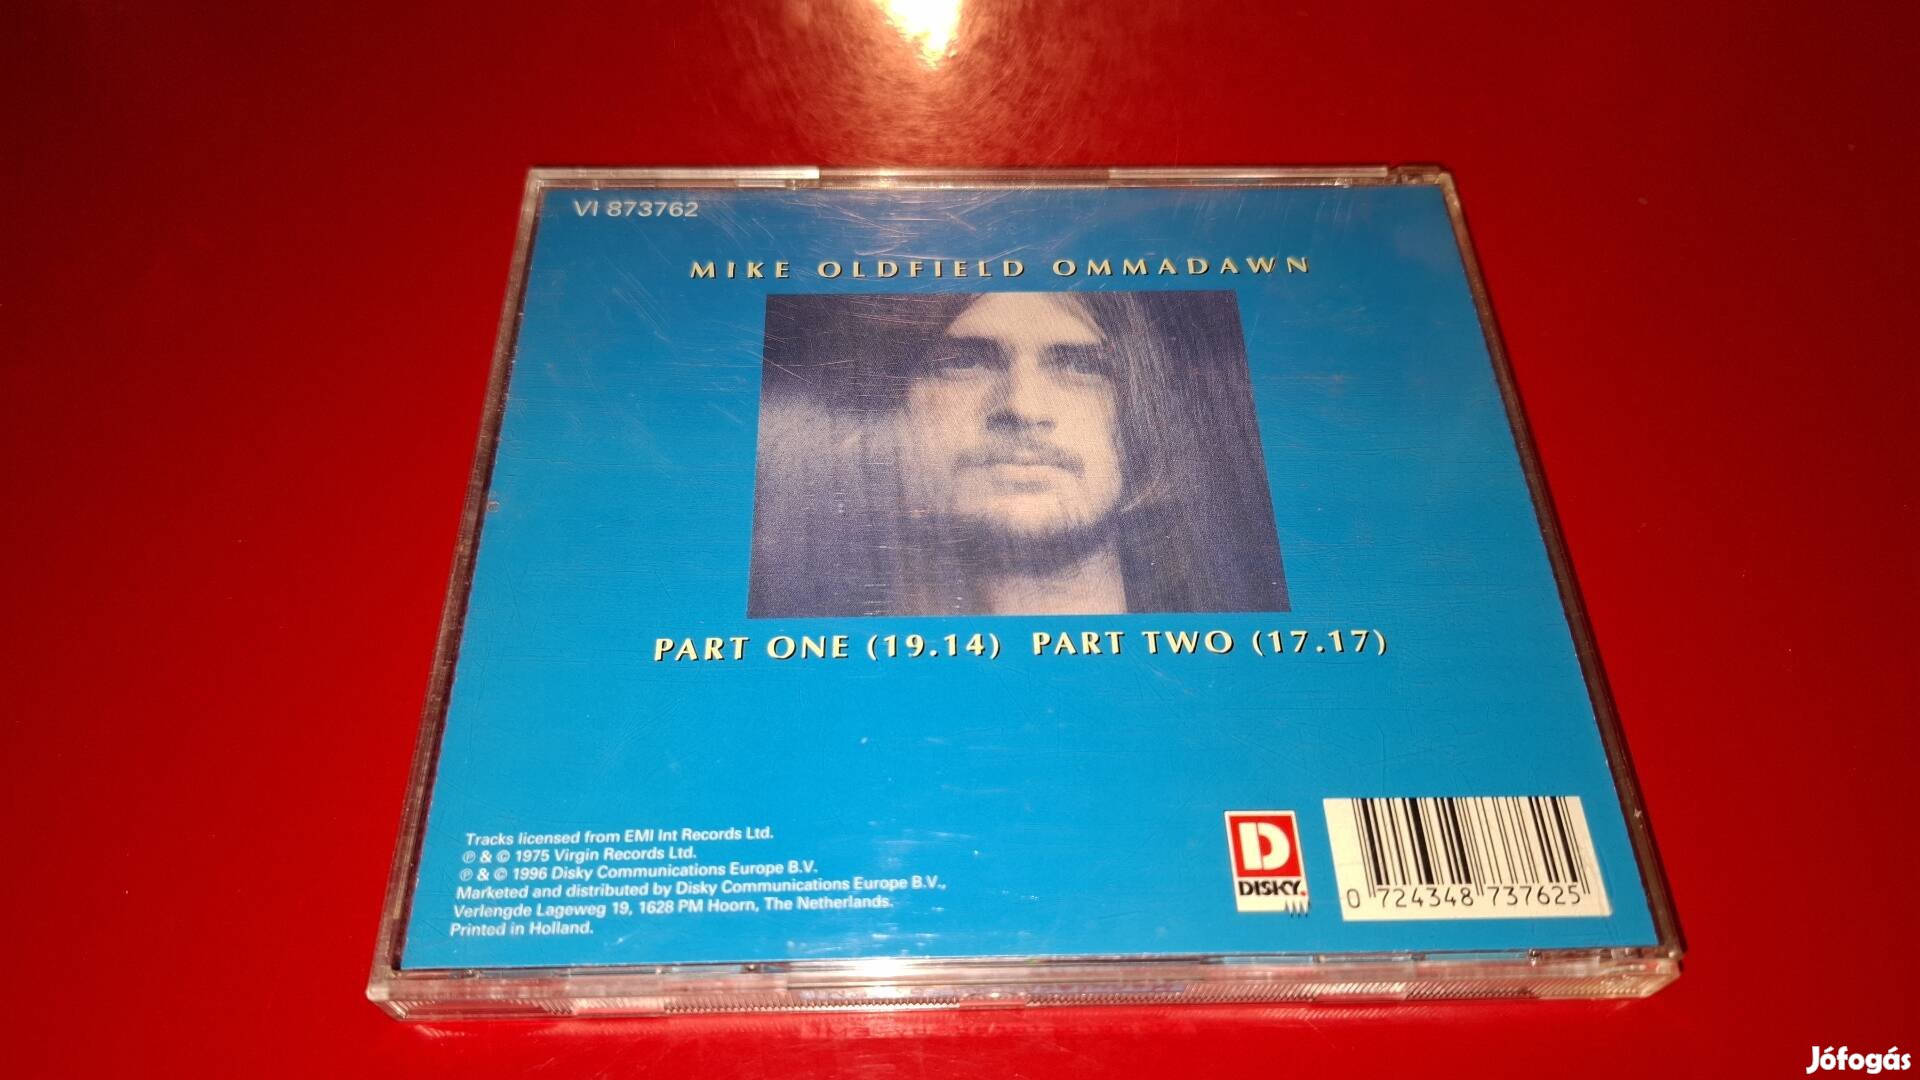 VI 873762
MIKE OLDFIELD OMMADAWN
PART ONE (19.14) PART TWO (17.17)
Tracks licensed from EMI Int Records Ltd.
℗ & © 1975 Virgin Records Ltd.
℗ & © 1996 Disky Communications Europe B.V.
Marketed and distributed by Disky Communications Europe B.V.,
Verlengde Lageweg 19, 1628 PM Hoorn, The Netherlands.
Printed in Holland.
D
DISKY.
0 724348 737625
Jófogás